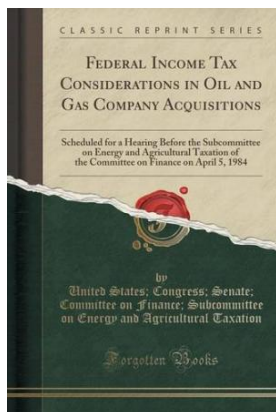 CLASSIC REPRINT SERIES
FEDERAL INCOME TAX
CONSIDERATIONS IN OIL AND
GAS COMPANY ACQUISITIONS
Scheduled for a Hearing Before the Subcommittee
on Energy and Agricultural Taxation of
the Committee on Finance on April 5, 1984
by
United States; Congress; Senate;
Committee on Finance; Subcommittee
on Energy and Agricultural Taxation
Forgotten Books